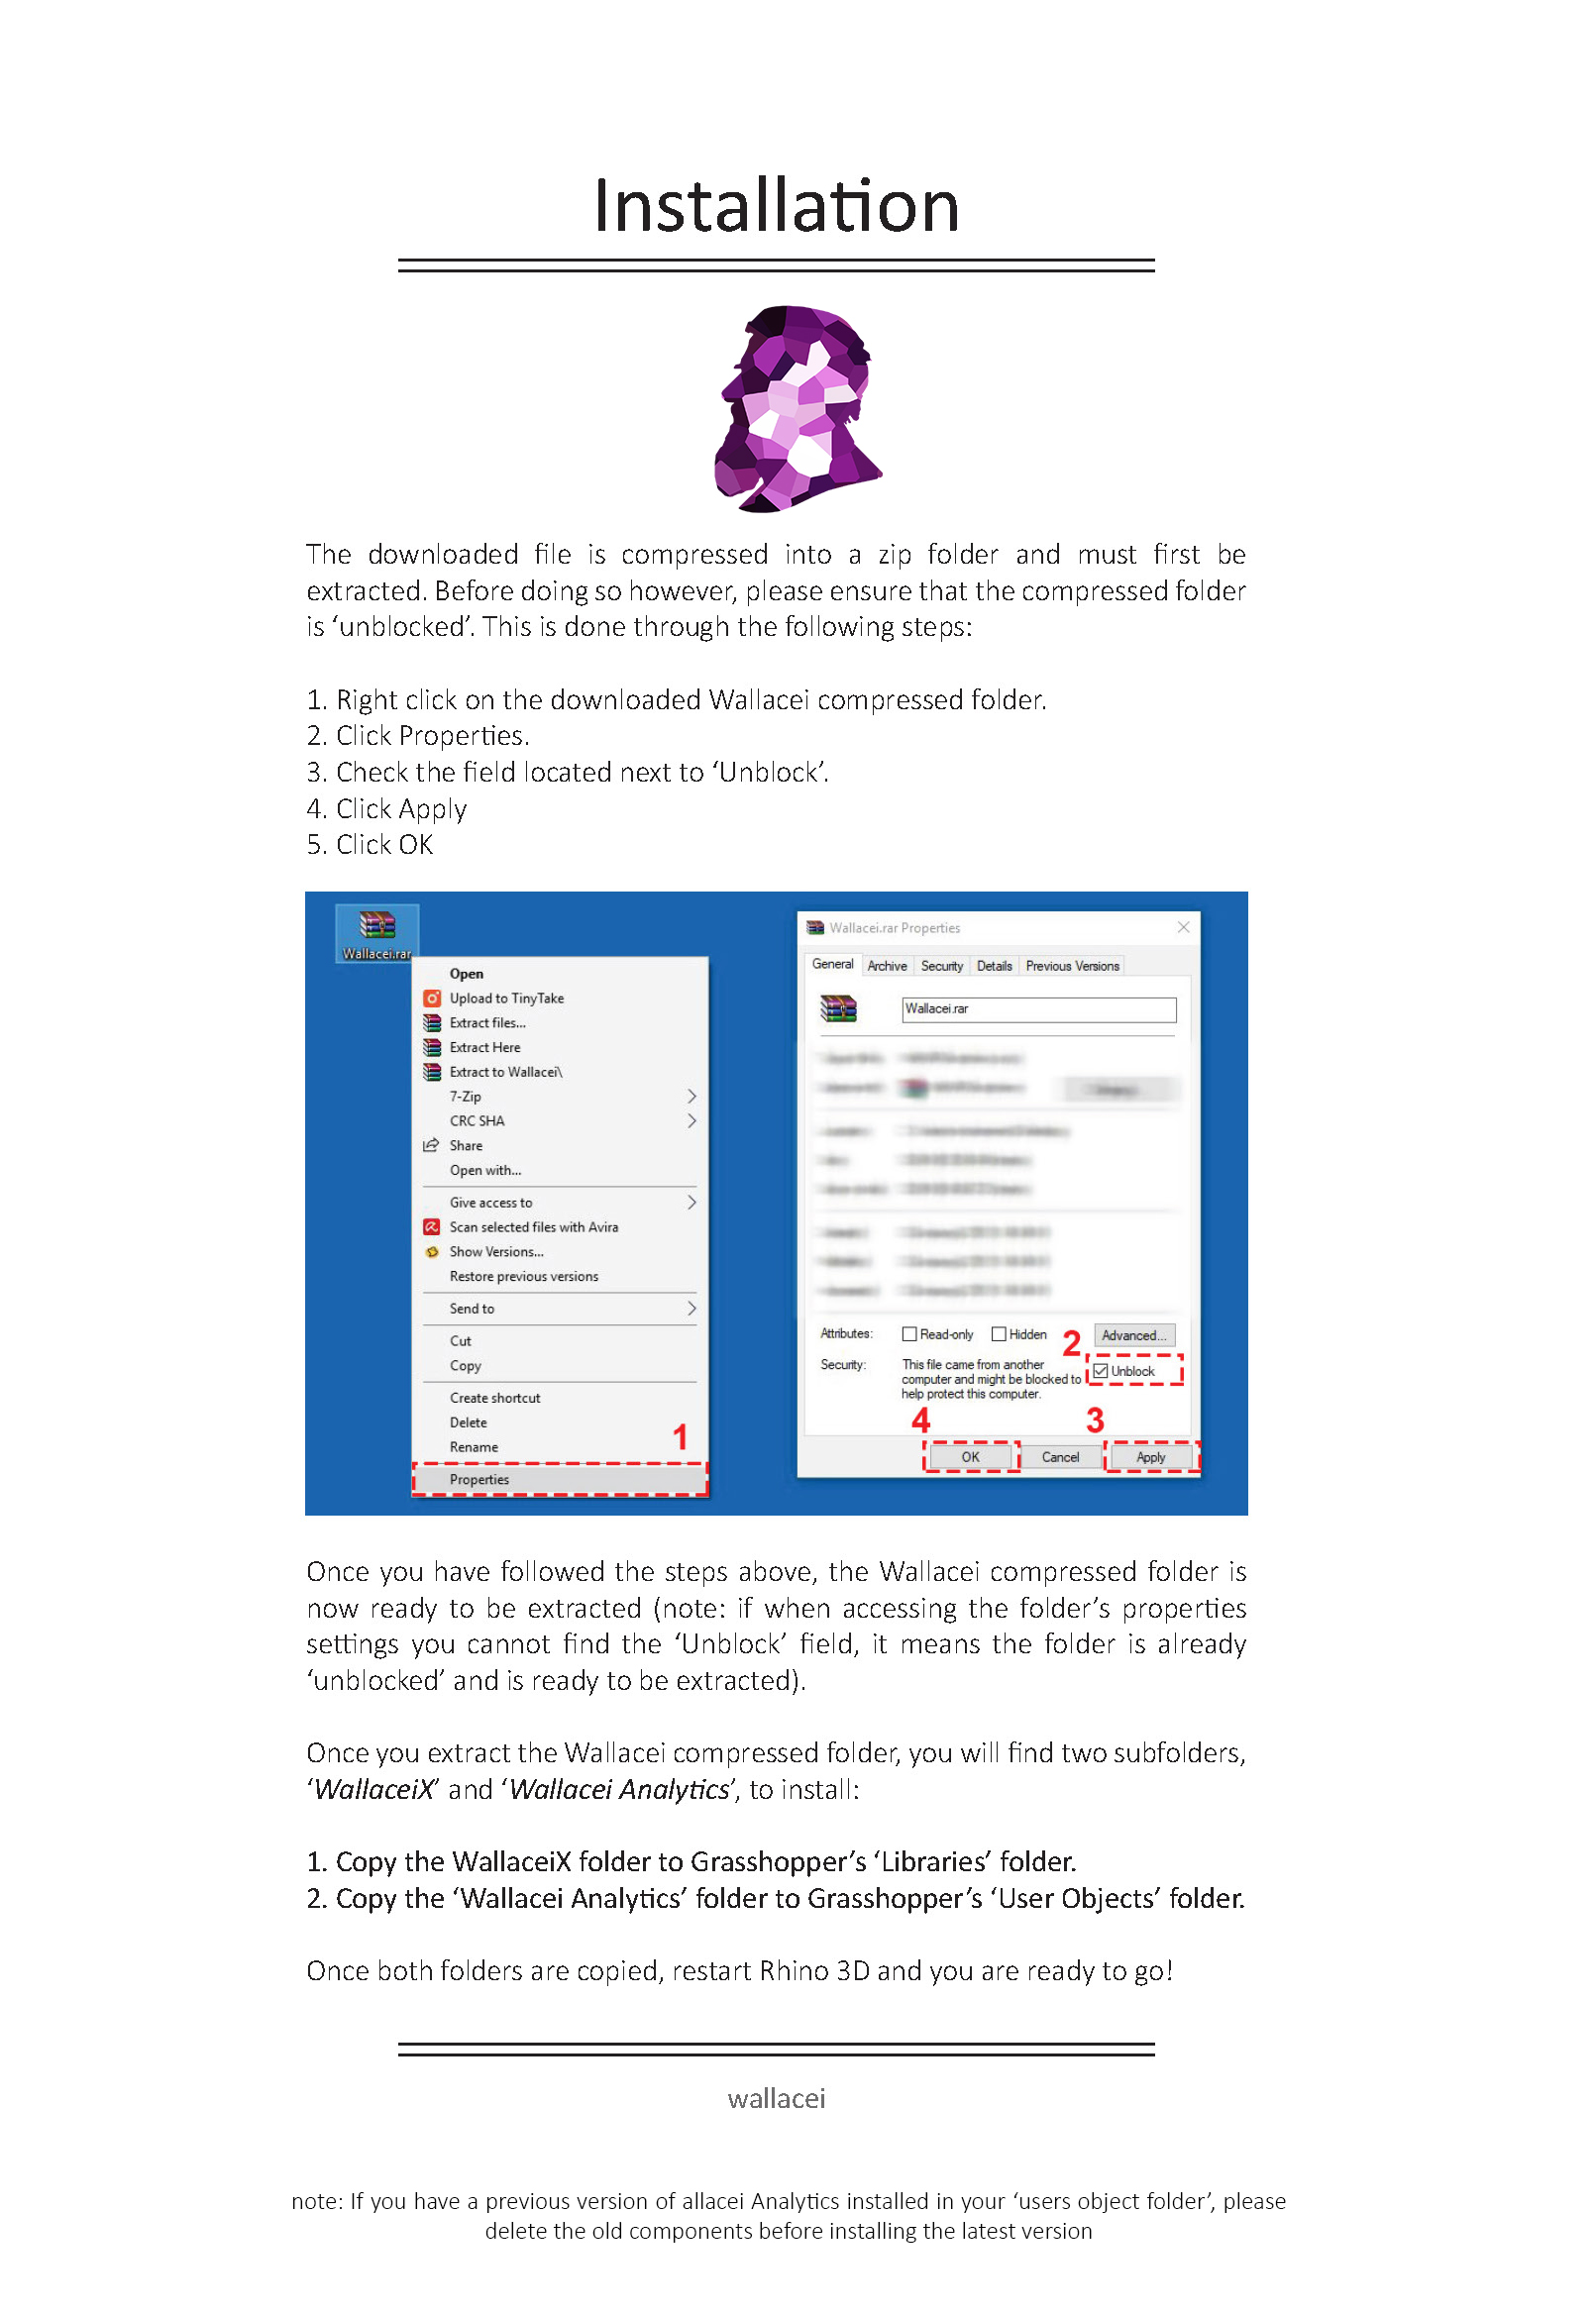 Installation
The downloaded file is compressed into a zip folder and must first be
extracted. Before doing so however, please ensure that the compressed folder
is ‘unblocked’. This is done through the following steps:
1. Right click on the downloaded Wallacei compressed folder.
2. Click Properties.
3. Check the field located next to ‘Unblock’.
4. Click Apply
5. Click OK
Wallacei.rar
Open
Upload to TinyTake
Extract files...
Extract Here
Extract to Wallacei\
7-Zip
CRC SHA
Share
Open with...
Give access to
Scan selected files with Avira
Show Versions...
Restore previous versions
Send to
Cut
Copy
Create shortcut
Delete
Rename
1
Properties
Wallacei.rar Properties
General Archive Security Details Previous Versions
Wallacei.rar
Attributes: Read-only Hidden 2 Advanced...
Security: This file came from another
computer and might be blocked to
help protect this computer.
Unblock
4 3
OK Cancel Apply
Once you have followed the steps above, the Wallacei compressed folder is
now ready to be extracted (note: if when accessing the folder’s properties
settings you cannot find the ‘Unblock’ field, it means the folder is already
‘unblocked’ and is ready to be extracted).
Once you extract the Wallacei compressed folder, you will find two subfolders,
‘WallaceiX’ and ‘Wallacei Analytics’, to install:
1. Copy the WallaceiX folder to Grasshopper’s ‘Libraries’ folder.
2. Copy the ‘Wallacei Analytics’ folder to Grasshopper’s ‘User Objects’ folder.
Once both folders are copied, restart Rhino 3D and you are ready to go!
wallacei
note: If you have a previous version of allacei Analytics installed in your ‘users object folder’, please
delete the old components before installing the latest version